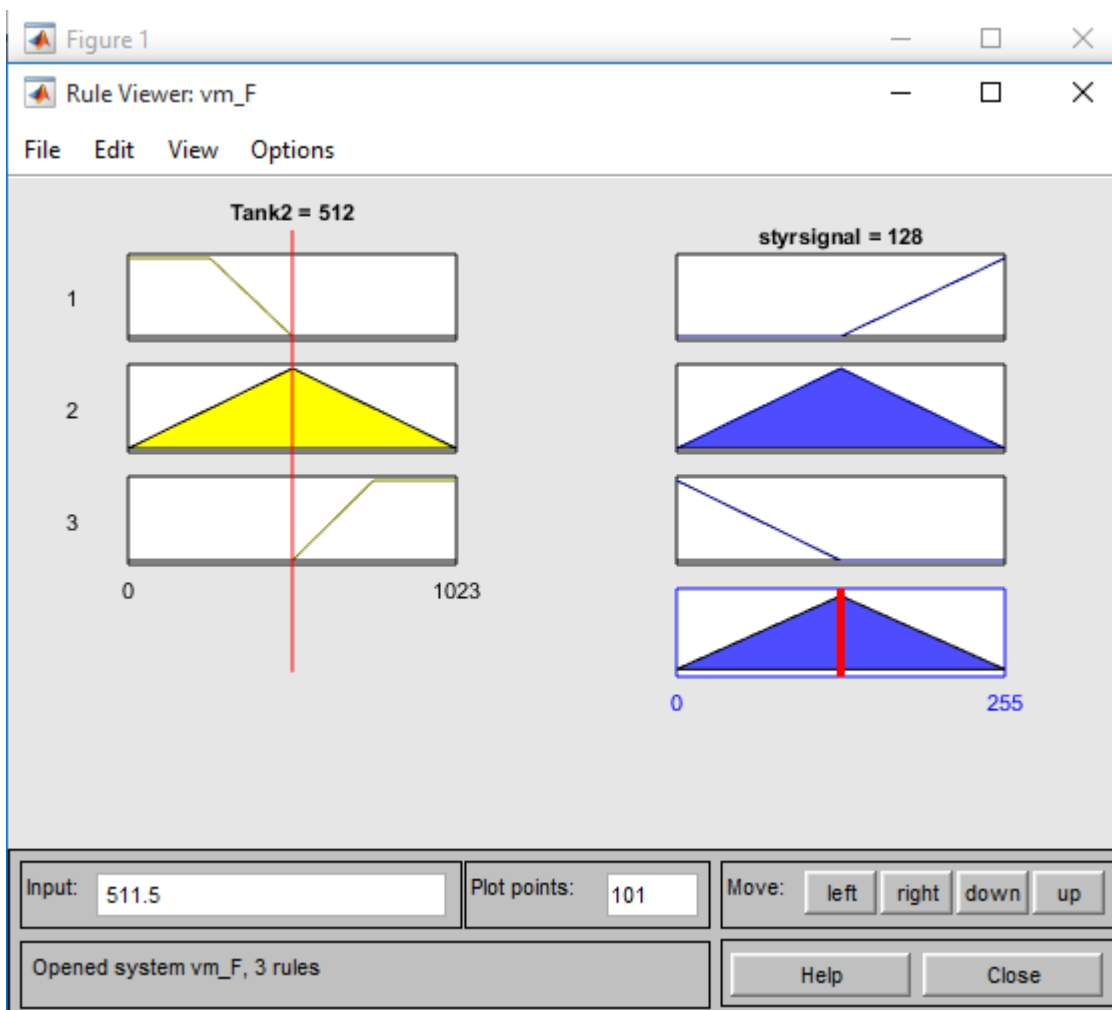 Figure 1
Rule Viewer: vm_F
File Edit View Options
Tank2 = 512
styrsignal = 128
1
2
3
0 1023
0 255
Input: 511.5 Plot points: 101 Move: left right down up
Opened system vm_F, 3 rules Help Close